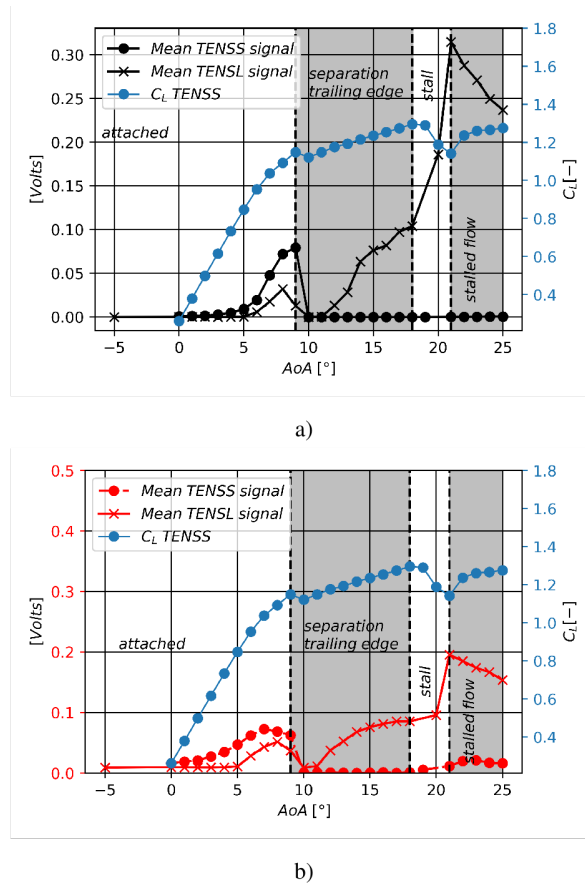 Mean TENSS signal
Mean TENSL signal
C_L TENSS
attached
separation
trailing edge
stall
stalled flow
0.30
0.25
0.20
0.15
0.10
0.05
0.00
[Volts]
1.8
1.6
1.4
1.2
1.0
0.8
0.6
0.4
C_L[−]
−5 0 5 10 15 20 25
AoA [°]
a)
Mean TENSS signal
Mean TENSL signal
C_L TENSS
attached
separation
trailing edge
stall
stalled flow
0.5
0.4
0.3
0.2
0.1
0.0
[Volts]
1.8
1.6
1.4
1.2
1.0
0.8
0.6
0.4
C_L[−]
−5 0 5 10 15 20 25
AoA [°]
b)